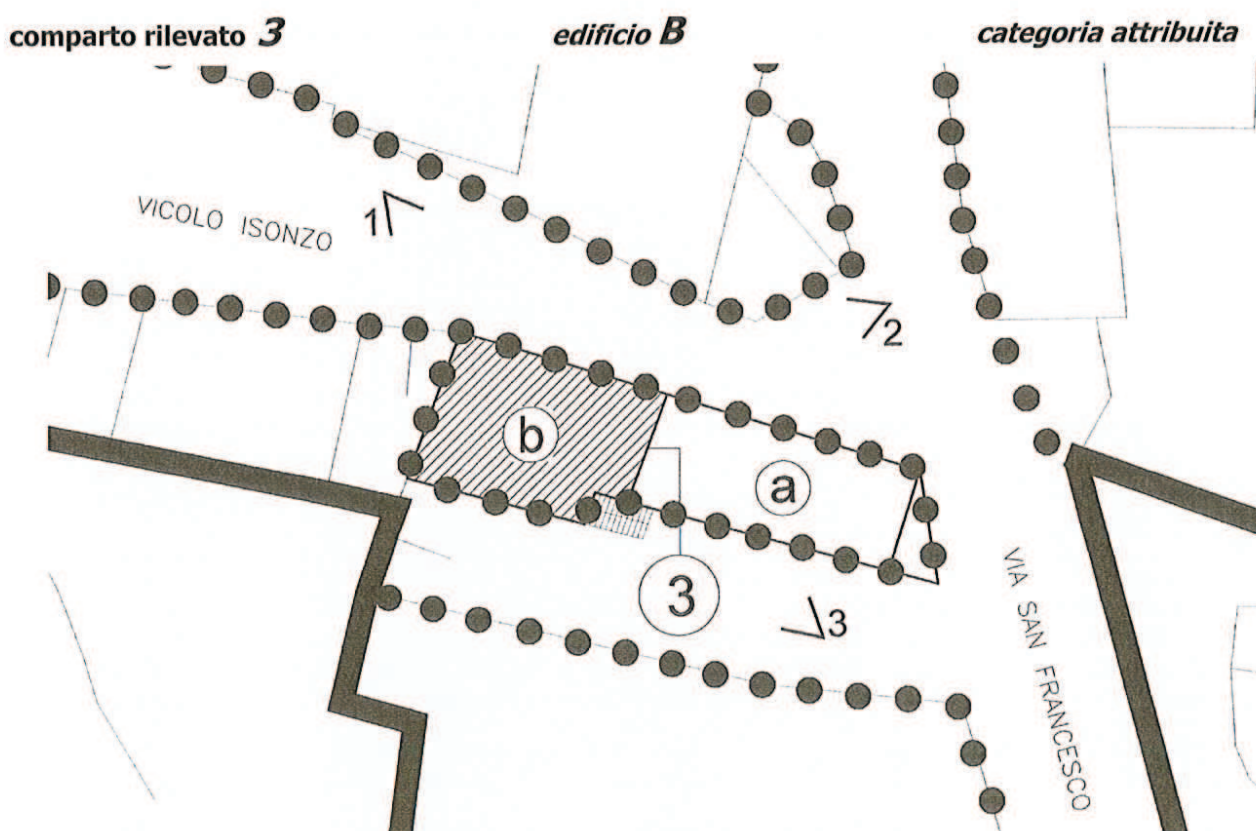 comparto rilevato 3 edificio B categoria attribuita
VICOLO ISONZO
1
2
b
a
3
3
VIA SAN FRANCESCO